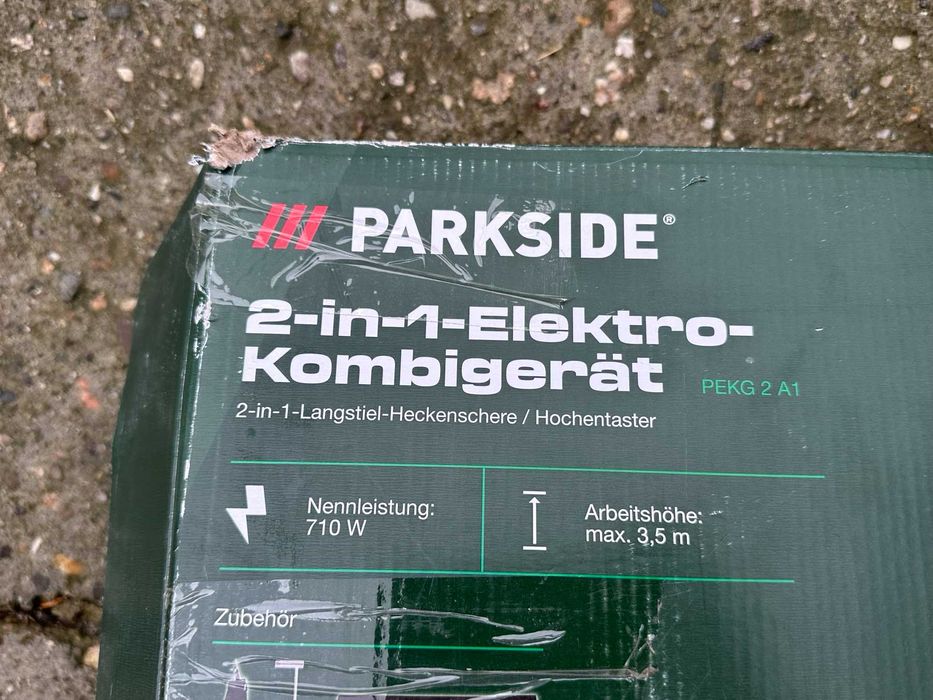 PARKSIDE®
2-in-1-Elektro-
Kombigerät PEKG 2 A1
2-in-1-Langstiel-Heckenschere / Hochentaster
Nennleistung:
710 W
Arbeitshöhe:
max. 3,5 m
Zubehör